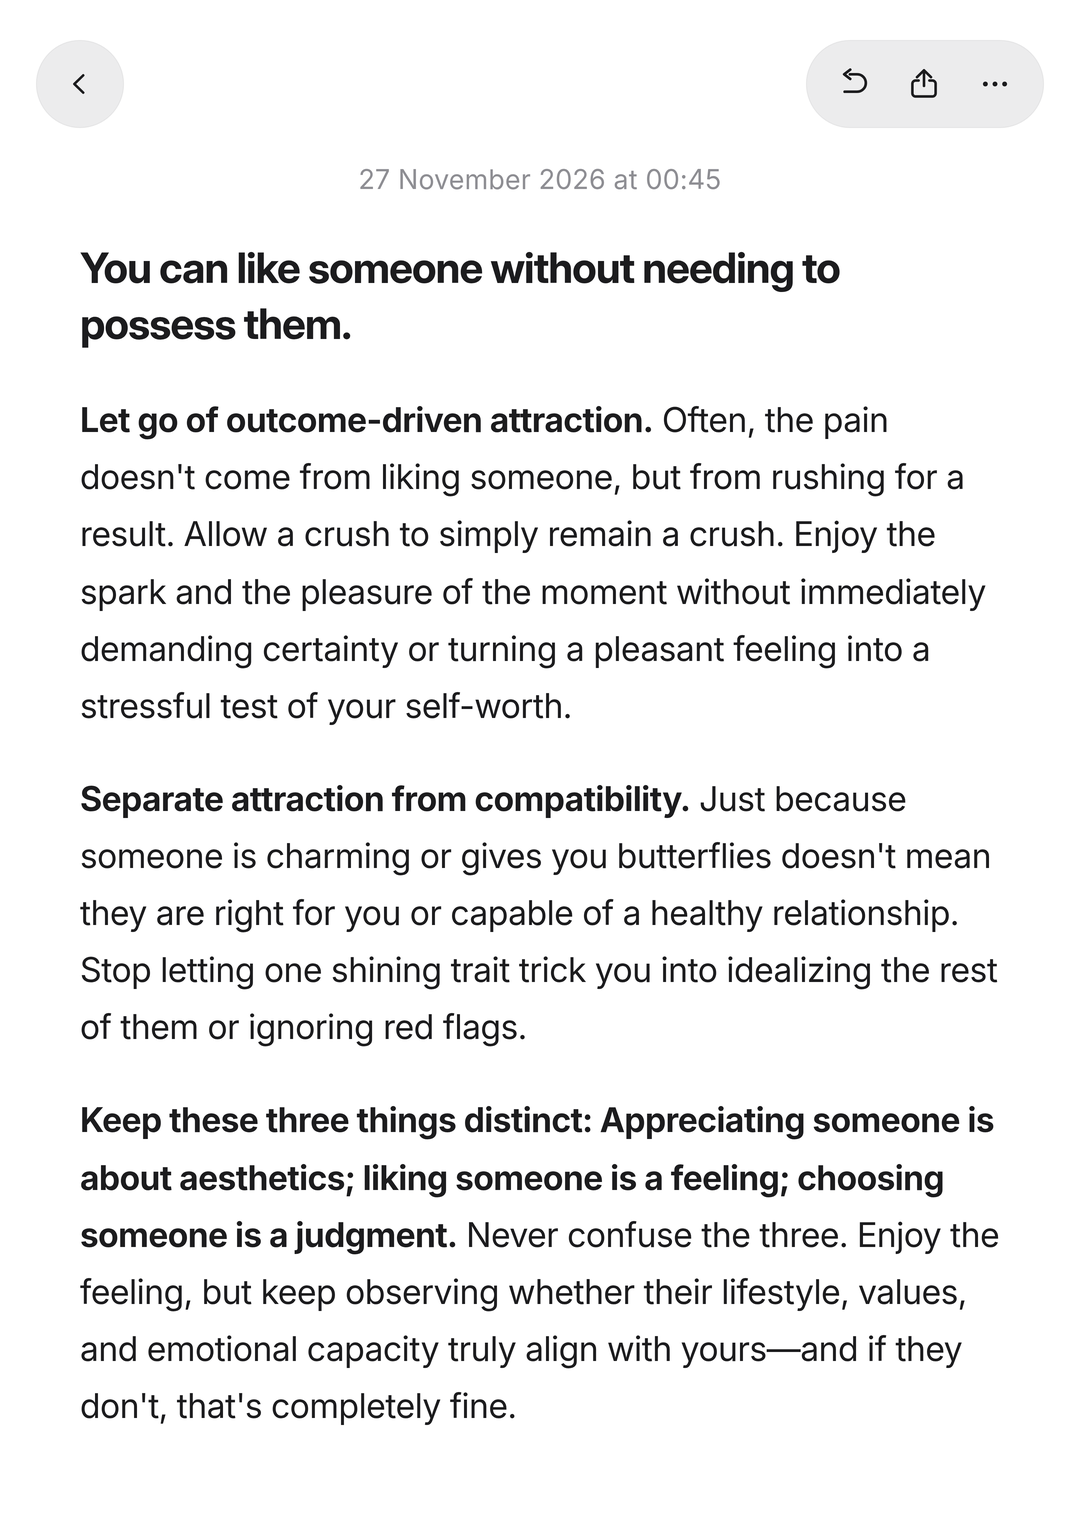 27 November 2026 at 00:45
You can like someone without needing to
possess them.
Let go of outcome-driven attraction. Often, the pain
doesn't come from liking someone, but from rushing for a
result. Allow a crush to simply remain a crush. Enjoy the
spark and the pleasure of the moment without immediately
demanding certainty or turning a pleasant feeling into a
stressful test of your self-worth.
Separate attraction from compatibility. Just because
someone is charming or gives you butterflies doesn't mean
they are right for you or capable of a healthy relationship.
Stop letting one shining trait trick you into idealizing the rest
of them or ignoring red flags.
Keep these three things distinct: Appreciating someone is
about aesthetics; liking someone is a feeling; choosing
someone is a judgment. Never confuse the three. Enjoy the
feeling, but keep observing whether their lifestyle, values,
and emotional capacity truly align with yours—and if they
don't, that's completely fine.